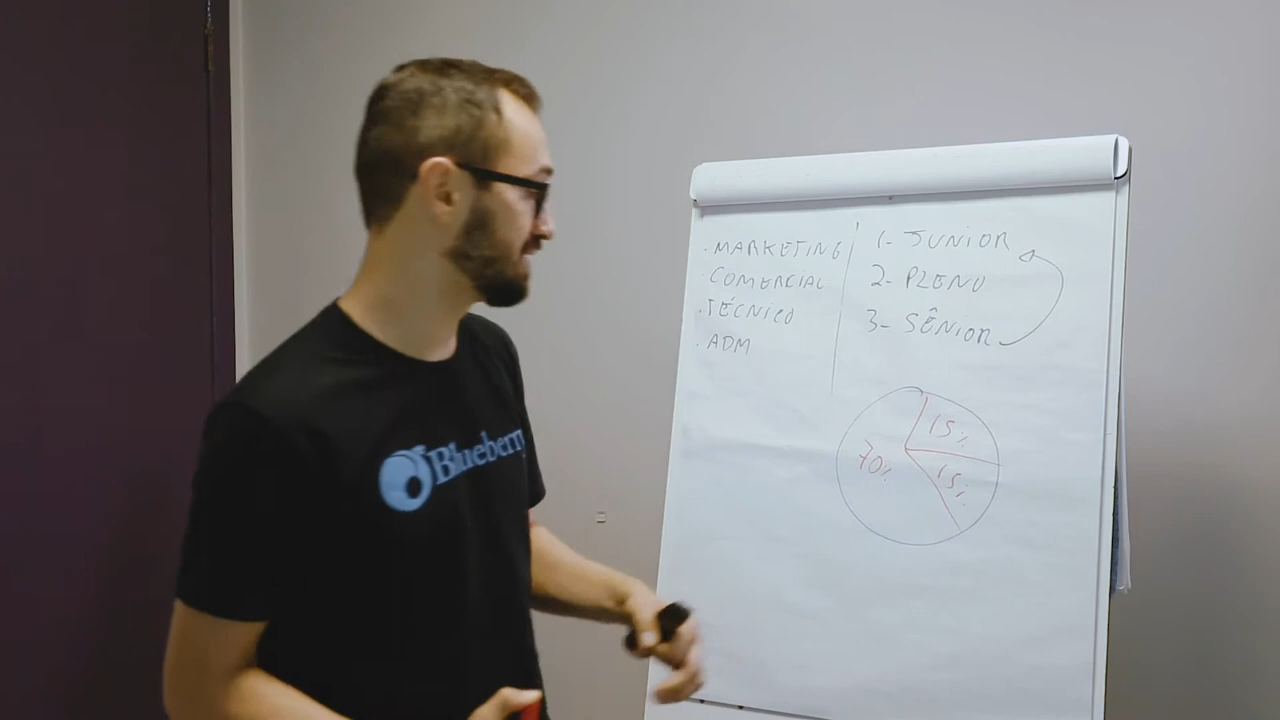 · MARKETING
· COMERCIAL
· TÉCNICO
· ADM
1- JUNIOR
2- PLENO
3- SÊNIOR
15%
70%
15%
Blueberry